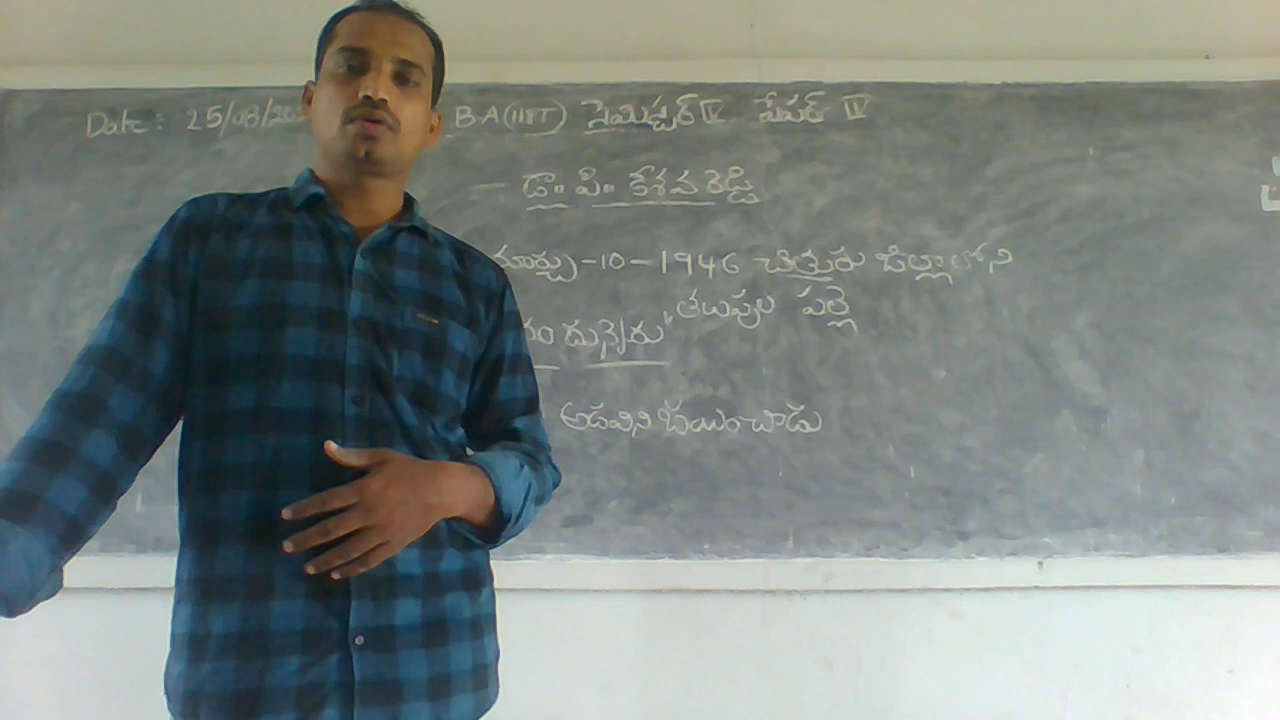 Date: 25/08/20 B.A(IIIT) సెమిస్టర్ IV పేపర్ IV
- డా॥ పి॥ కేశవ రెడ్డి
మార్చు-10-1946 చిత్తురు జిల్లాలోని
తలుపుల పల్లె
అడవిని జయించాడు